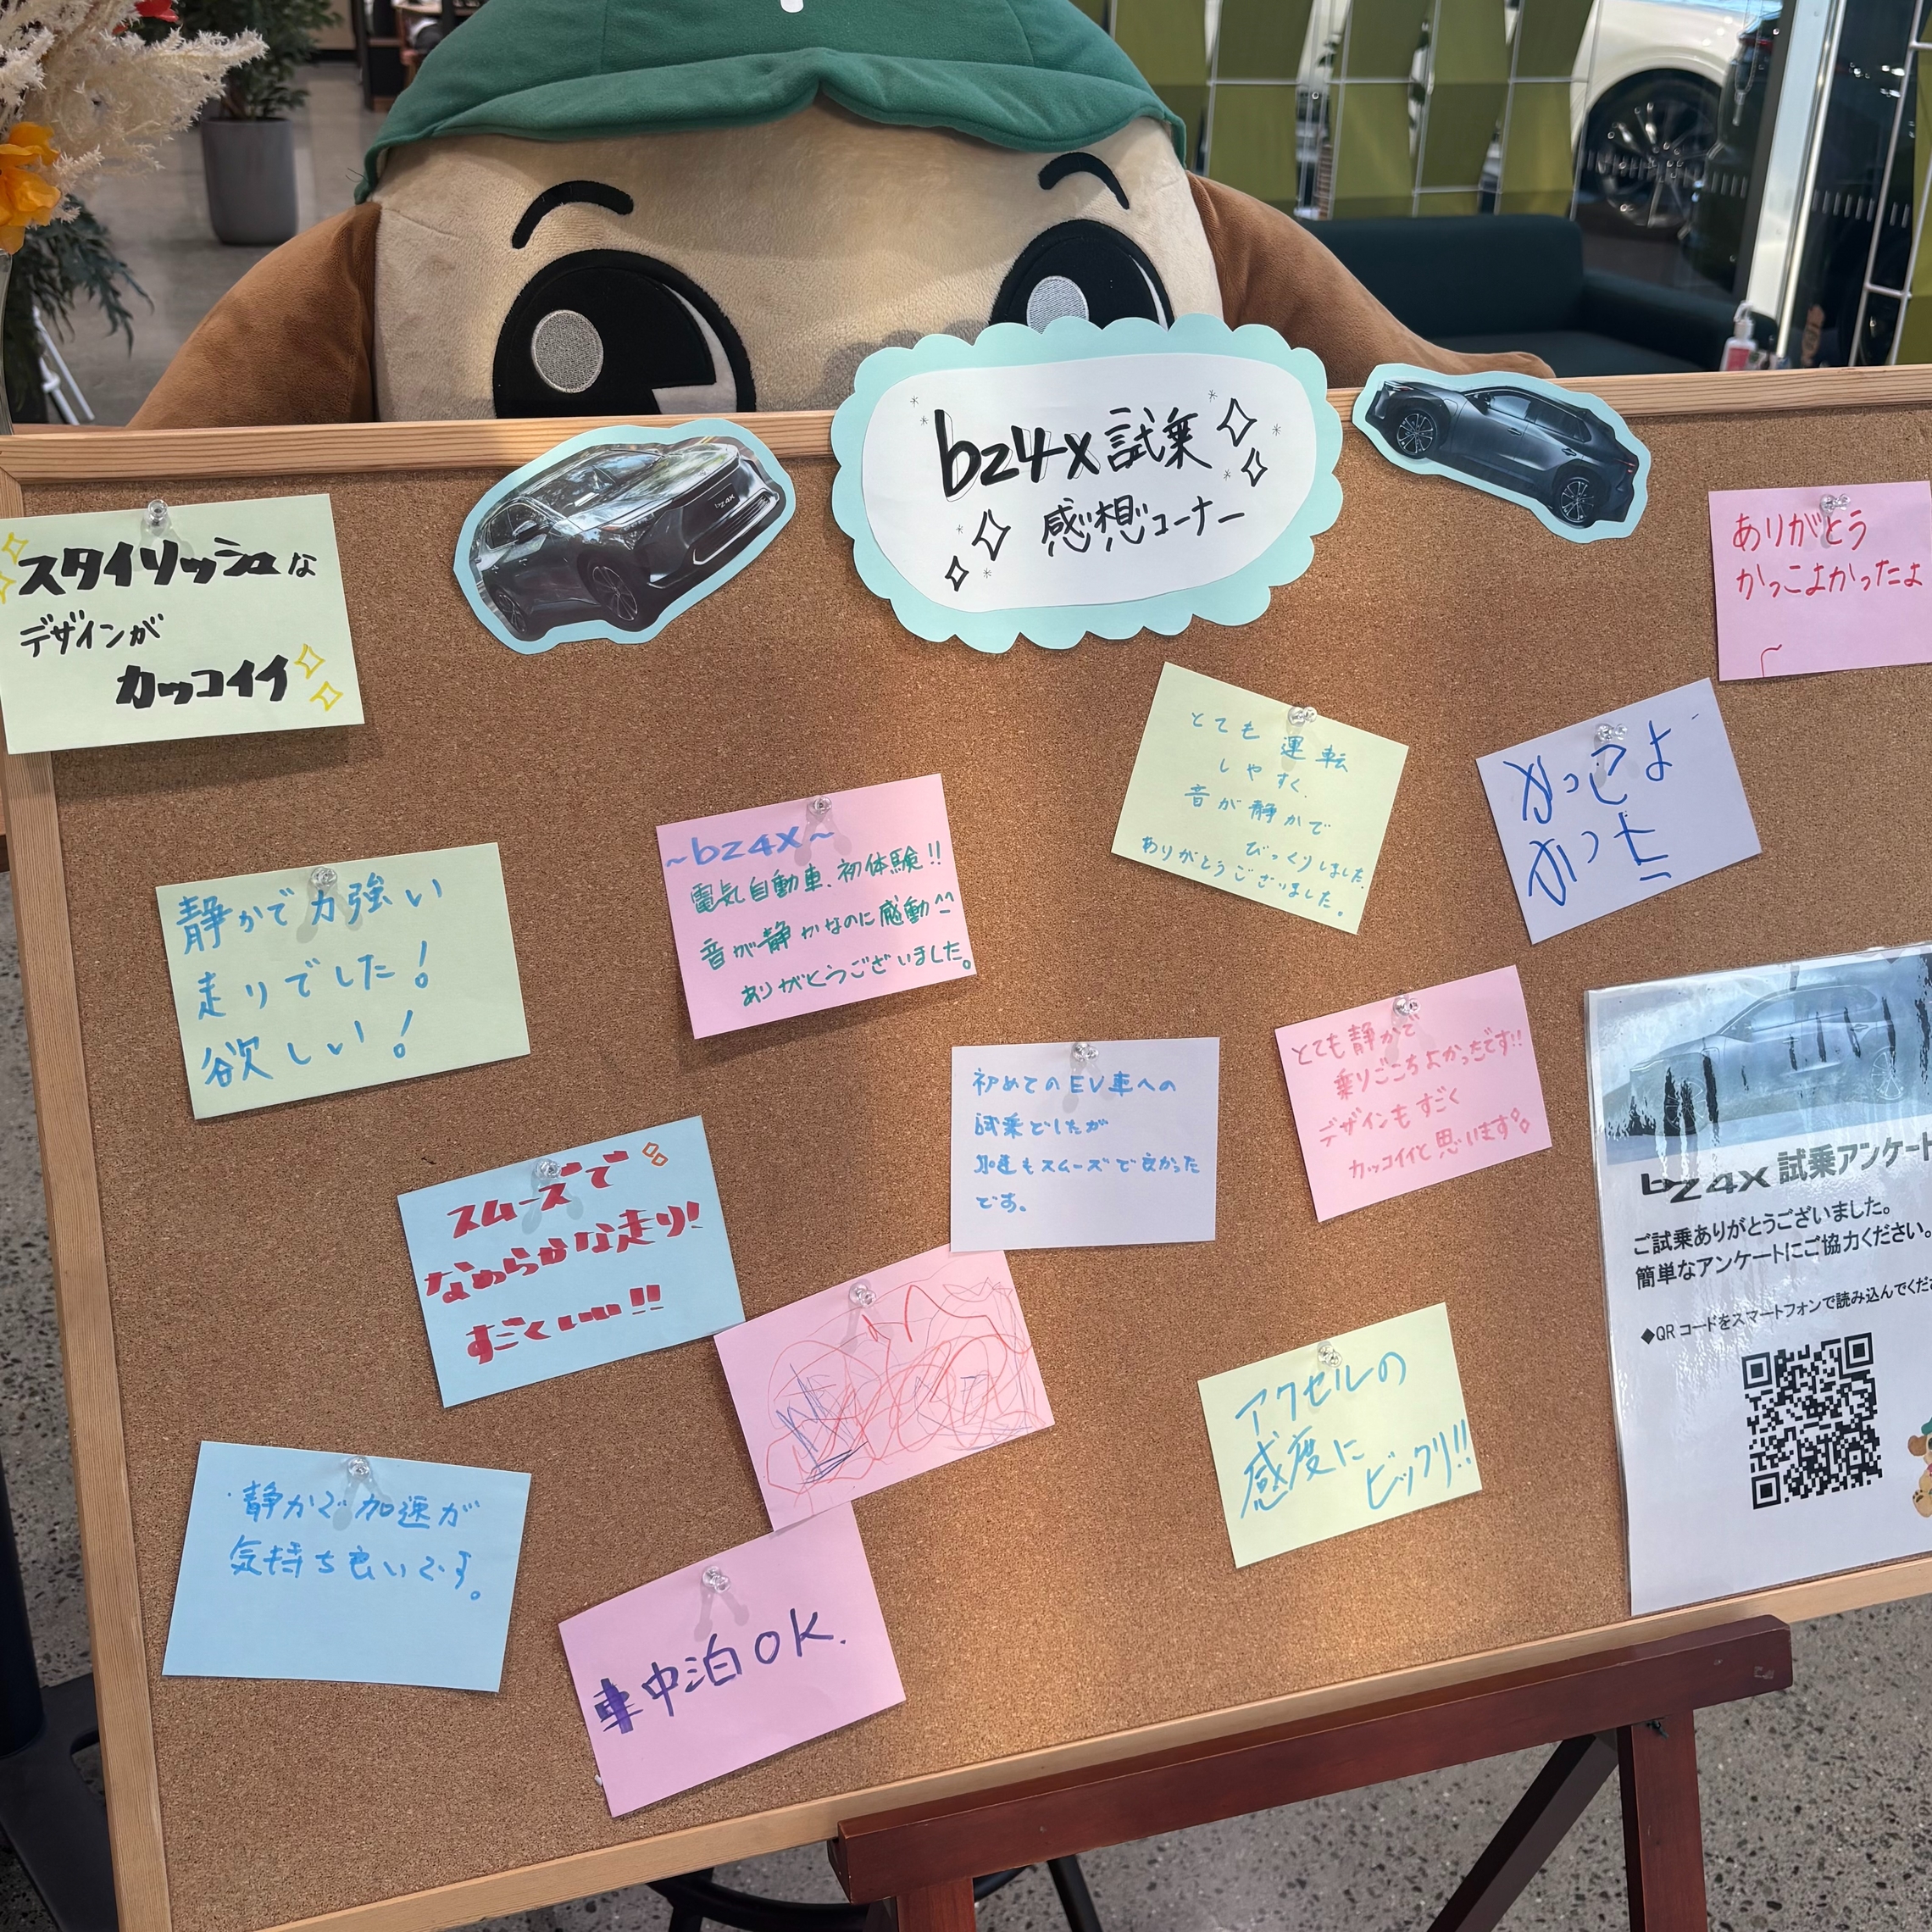 bz4x 試乗
感想コーナー
bZ4X
スタイリッシュな
デザインが
カッコイイ
ありがとう
かっこよかったよ
とても運転
しやすく、
音が静かで
びっくりしました。
ありがとうございました。
かっこよ
かった
~bz4x~
電気自動車、初体験!!
音が静かなのに感動^^
ありがとうございました。
静かで力強い
走りでした!
欲しい!
初めてのEV車への
試乗でしたが
加速もスムーズで良かった
です。
とても静かで
乗りごこちよかったです!!
デザインもすごく
カッコイイと思います
スムーズで
なめらかな走り!
すごくいい!!
アクセルの
感度に
ビックリ!!
静かで加速が
気持ち良いです。
車中泊OK.
bZ4X 試乗アンケート
ご試乗ありがとうございました。
簡単なアンケートにご協力ください。
◆QRコードをスマートフォンで読み込んでくだ